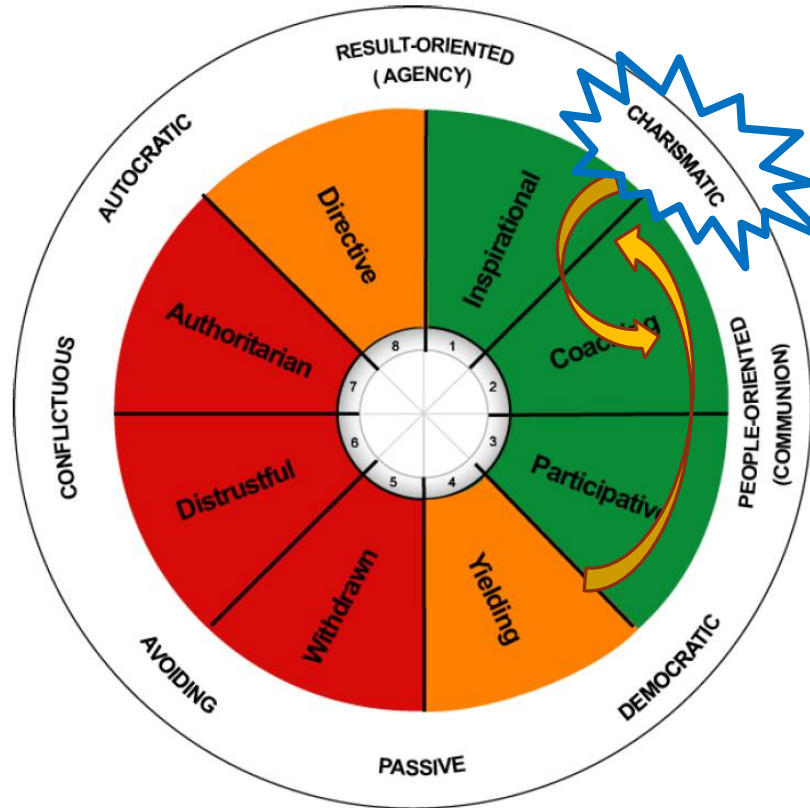 RESULT-ORIENTED
(AGENCY)
CHARISMATIC
PEOPLE-ORIENTED
(COMMUNION)
DEMOCRATIC
PASSIVE
AVOIDING
CONFLICTUOUS
AUTOCRATIC
Inspirational
Coaching
Participative
Yielding
Withdrawn
Distrustful
Authoritarian
Directive
1
2
3
4
5
6
7
8